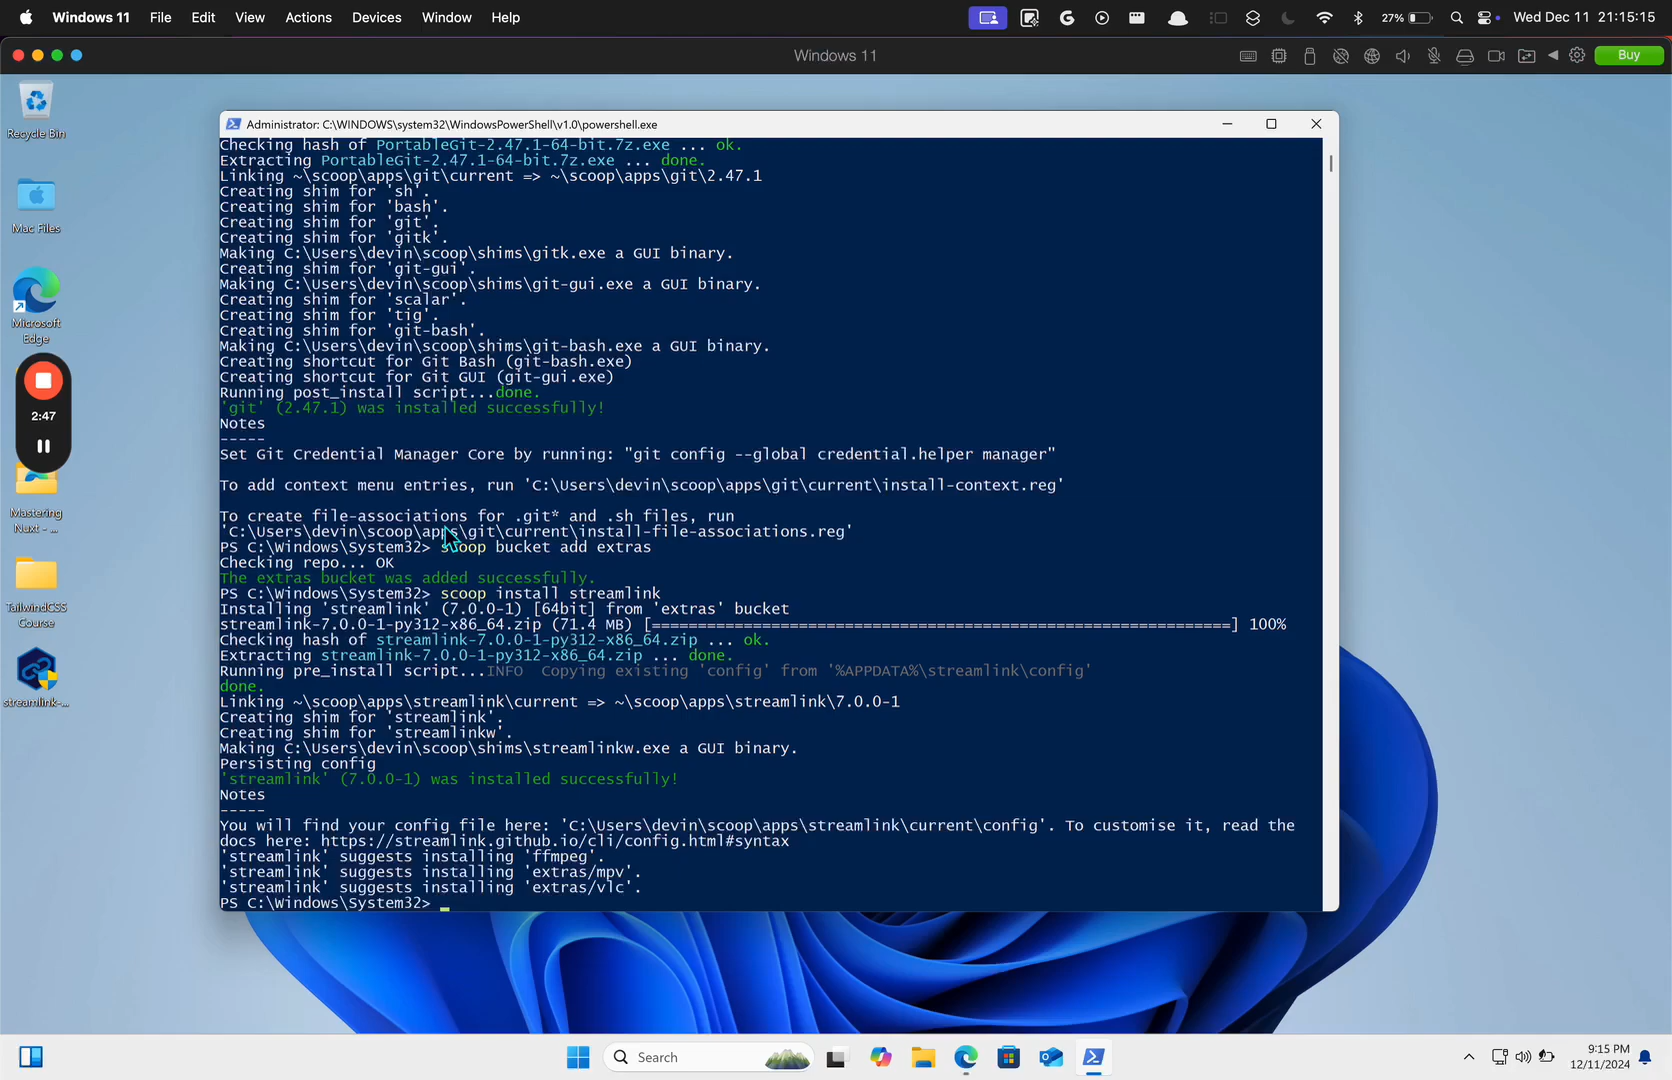 Windows 11 File Edit View Actions Devices Window Help 27% Wed Dec 11 21:15:15
Windows 11 Buy
Recycle Bin
Mac Files
Microsoft
Edge
2:47
Mastering
Nuxt - ...
TailwindCSS
Course
streamlink-...
Administrator: C:\WINDOWS\system32\WindowsPowerShell\v1.0\powershell.exe
Checking hash of PortableGit-2.47.1-64-bit.7z.exe ... ok.
Extracting PortableGit-2.47.1-64-bit.7z.exe ... done.
Linking ~\scoop\apps\git\current => ~\scoop\apps\git\2.47.1
Creating shim for 'sh'.
Creating shim for 'bash'.
Creating shim for 'git'.
Creating shim for 'gitk'.
Making C:\Users\devin\scoop\shims\gitk.exe a GUI binary.
Creating shim for 'git-gui'.
Making C:\Users\devin\scoop\shims\git-gui.exe a GUI binary.
Creating shim for 'scalar'.
Creating shim for 'tig'.
Creating shim for 'git-bash'.
Making C:\Users\devin\scoop\shims\git-bash.exe a GUI binary.
Creating shortcut for Git Bash (git-bash.exe)
Creating shortcut for Git GUI (git-gui.exe)
Running post_install script...done.
'git' (2.47.1) was installed successfully!
Notes
-----
Set Git Credential Manager Core by running: "git config --global credential.helper manager"
To add context menu entries, run 'C:\Users\devin\scoop\apps\git\current\install-context.reg'
To create file-associations for .git* and .sh files, run
'C:\Users\devin\scoop\apps\git\current\install-file-associations.reg'
PS C:\Windows\System32> scoop bucket add extras
Checking repo... OK
The extras bucket was added successfully.
PS C:\Windows\System32> scoop install streamlink
Installing 'streamlink' (7.0.0-1) [64bit] from 'extras' bucket
streamlink-7.0.0-1-py312-x86_64.zip (71.4 MB) [===============================================================] 100%
Checking hash of streamlink-7.0.0-1-py312-x86_64.zip ... ok.
Extracting streamlink-7.0.0-1-py312-x86_64.zip ... done.
Running pre_install script...INFO  Copying existing 'config' from '%APPDATA%\streamlink\config'
done.
Linking ~\scoop\apps\streamlink\current => ~\scoop\apps\streamlink\7.0.0-1
Creating shim for 'streamlink'.
Creating shim for 'streamlinkw'.
Making C:\Users\devin\scoop\shims\streamlinkw.exe a GUI binary.
Persisting config
'streamlink' (7.0.0-1) was installed successfully!
Notes
-----
You will find your config file here: 'C:\Users\devin\scoop\apps\streamlink\current\config'. To customise it, read the
docs here: https://streamlink.github.io/cli/config.html#syntax
'streamlink' suggests installing 'ffmpeg'.
'streamlink' suggests installing 'extras/mpv'.
'streamlink' suggests installing 'extras/vlc'.
PS C:\Windows\System32>
Search
9:15 PM
12/11/2024